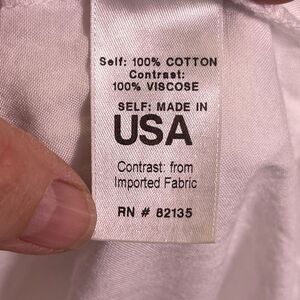 Self: 100% COTTON
Contrast:
100% VISCOSE
SELF: MADE IN
USA
Contrast: from
Imported Fabric
RN # 82135